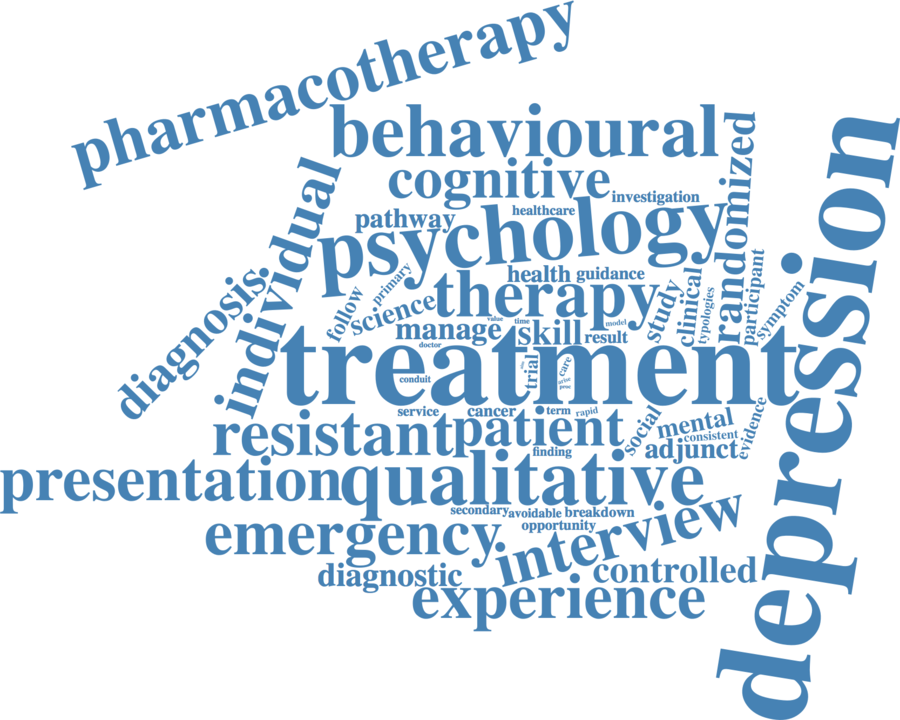 pharmacotherapy
behavioural
randomized
depression
cognitive
individual
investigation
pathway
healthcare
psychology
diagnosis
primary
health
guidance
follow
science
therapy
study
clinical
typologies
participant
symptom
manage
value
time
skill
model
result
doctor
treatment
conduit
trial
care
arise
service
cancer
term
rapid
resistant
patient
social
mental
consistent
evidence
finding
adjunct
presentation
qualitative
secondary
avoidable
breakdown
opportunity
emergency
interview
diagnostic
controlled
experience